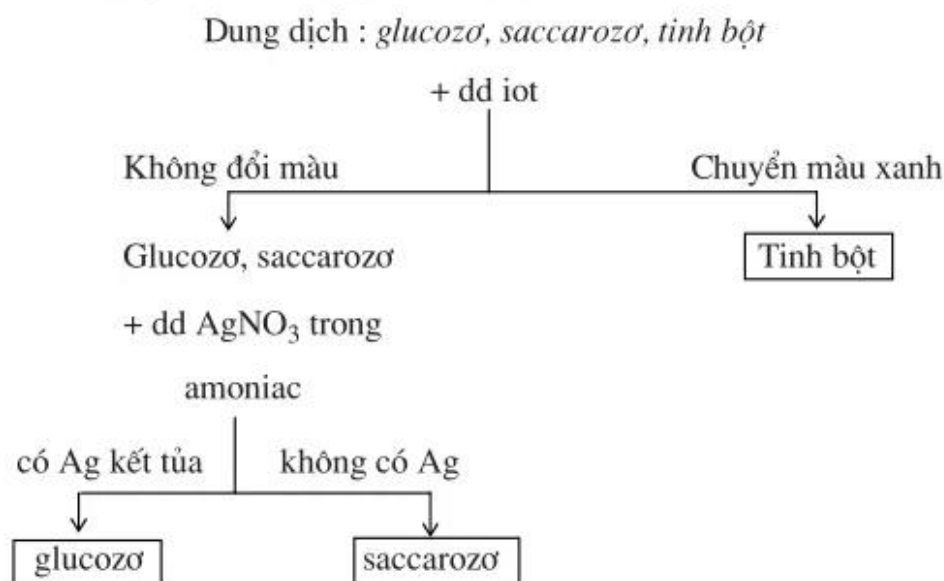 Dung dịch : glucozơ, saccarozơ, tinh bột
+ dd iot
Không đổi màu Chuyển màu xanh
Glucozơ, saccarozơ Tinh bột
+ dd AgNO₃ trong
amoniac
có Ag kết tủa không có Ag
glucozơ saccarozơ